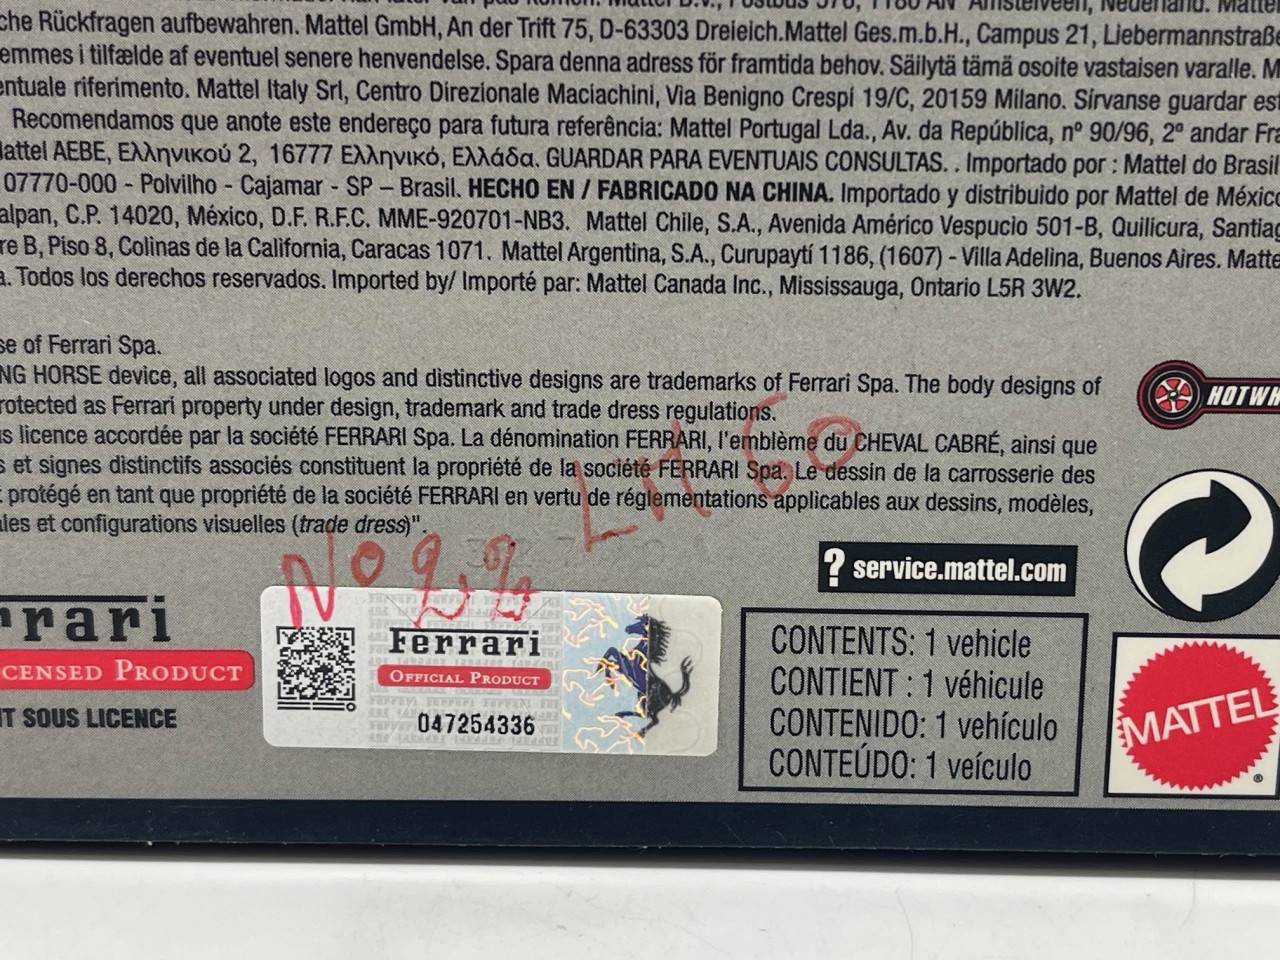 Amstelveen, Nederland. Mattel
che Rückfragen aufbewahren. Mattel GmbH, An der Trift 75, D-63303 Dreieich.Mattel Ges.m.b.H., Campus 21, Liebermannstraße
emmes i tilfælde af eventuel senere henvendelse. Spara denna adress för framtida behov. Säilytä tämä osoite vastaisen varalle. M
entuale riferimento. Mattel Italy Srl, Centro Direzionale Maciachini, Via Benigno Crespi 19/C, 20159 Milano. Sírvanse guardar est
Recomendamos que anote este endereço para futura referência: Mattel Portugal Lda., Av. da República, nº 90/96, 2º andar Fra
Mattel AEBE, Ελληνικού 2, 16777 Ελληνικό, Ελλάδα. GUARDAR PARA EVENTUAIS CONSULTAS. . Importado por : Mattel do Brasil
07770-000 - Polvilho - Cajamar - SP – Brasil. HECHO EN / FABRICADO NA CHINA. Importado y distribuido por Mattel de México
alpan, C.P. 14020, México, D.F. R.F.C. MME-920701-NB3. Mattel Chile, S.A., Avenida Américo Vespucio 501-B, Quilicura, Santiag
re B, Piso 8, Colinas de la California, Caracas 1071. Mattel Argentina, S.A., Curupaytí 1186, (1607) - Villa Adelina, Buenos Aires. Matte
a. Todos los derechos reservados. Imported by/ Importé par: Mattel Canada Inc., Mississauga, Ontario L5R 3W2.
se of Ferrari Spa.
NG HORSE device, all associated logos and distinctive designs are trademarks of Ferrari Spa. The body designs of
rotected as Ferrari property under design, trademark and trade dress regulations.
us licence accordée par la société FERRARI Spa. La dénomination FERRARI, l'emblème du CHEVAL CABRÉ, ainsi que
s et signes distinctifs associés constituent la propriété de la société FERRARI Spa. Le dessin de la carrosserie des
t protégé en tant que propriété de la société FERRARI en vertu de réglementations applicables aux dessins, modèles,
ales et configurations visuelles (trade dress)".
HOTWH
LM 60
No 2,2
? service.mattel.com
rrari
CENSED PRODUCT
IT SOUS LICENCE
Ferrari
OFFICIAL PRODUCT
047254336
CONTENTS: 1 vehicle
CONTIENT : 1 véhicule
CONTENIDO: 1 vehículo
CONTEÚDO: 1 veículo
MATTEL
®